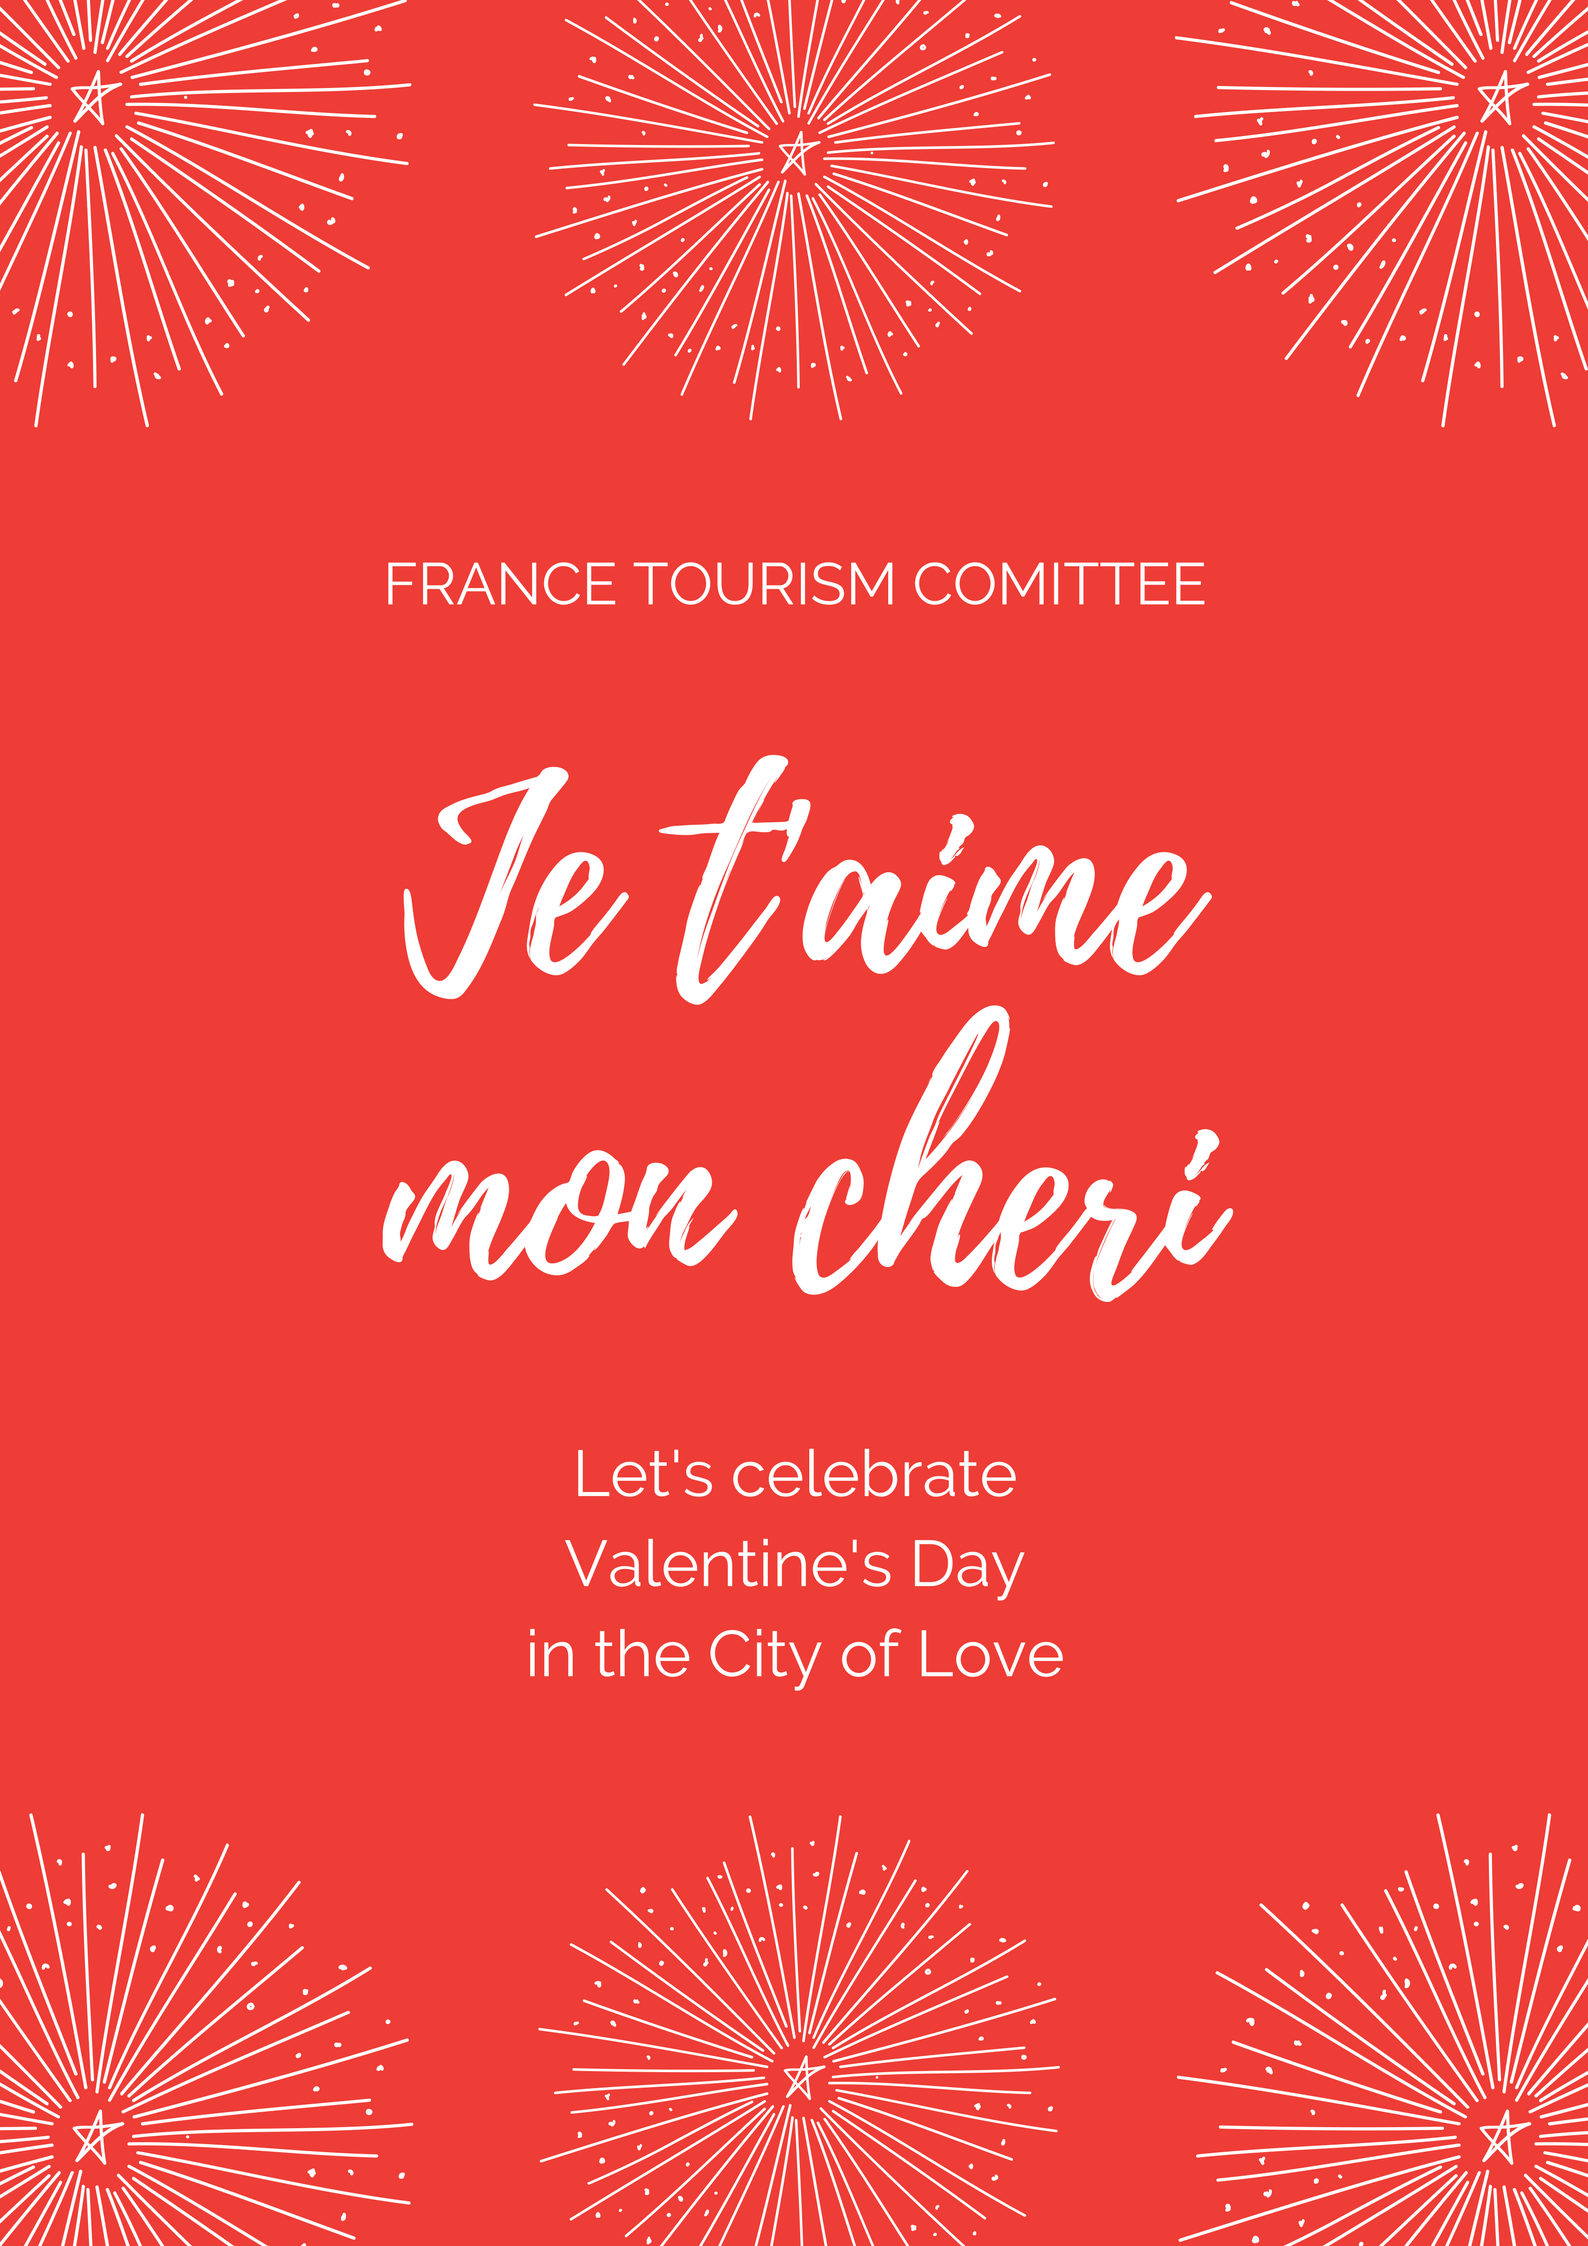 FRANCE TOURISM COMITTEE
Je t'aime
mon cheri
Let's celebrate
Valentine's Day
in the City of Love